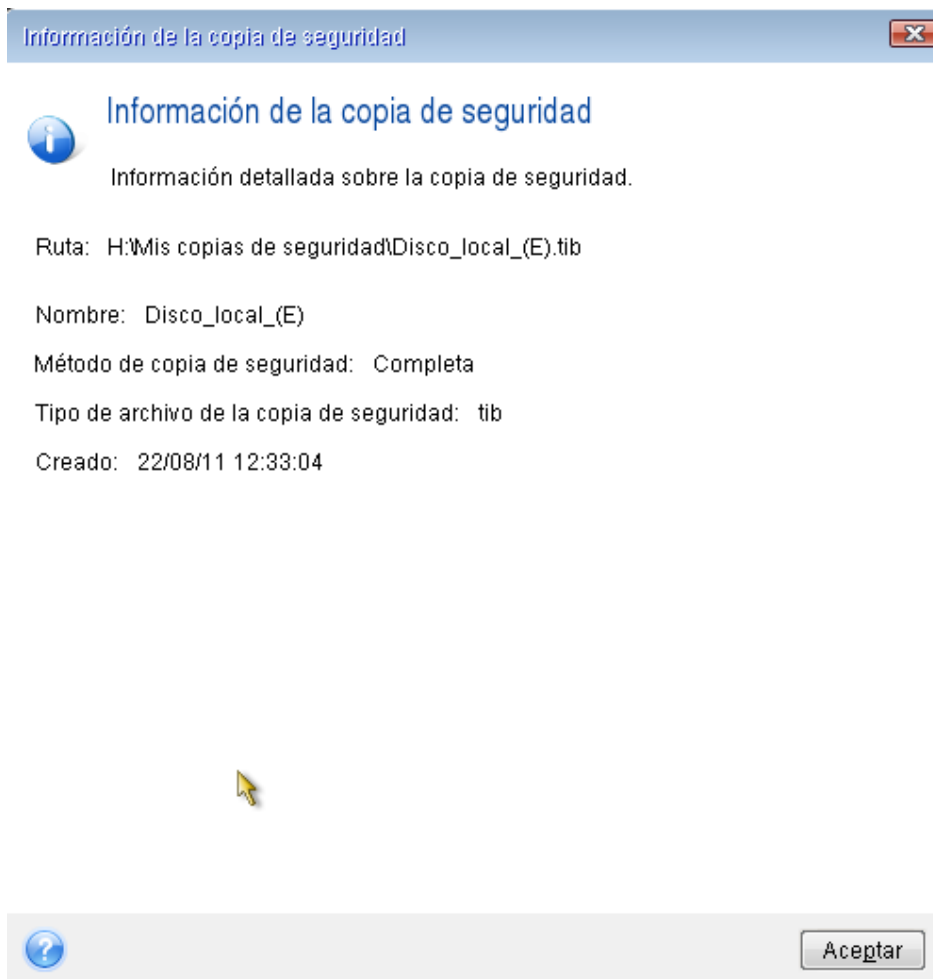 Información de la copia de seguridad
Información de la copia de seguridad
Información detallada sobre la copia de seguridad.
Ruta: H:\Mis copias de seguridad\Disco_local_(E).tib
Nombre: Disco_local_(E)
Método de copia de seguridad: Completa
Tipo de archivo de la copia de seguridad: tib
Creado: 22/08/11 12:33:04
Aceptar